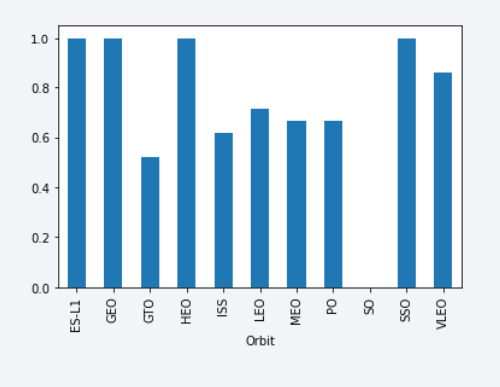 1.0
0.8
0.6
0.4
0.2
0.0
ES-L1
GEO
GTO
HEO
ISS
LEO
MEO
PO
SO
SSO
VLEO
Orbit